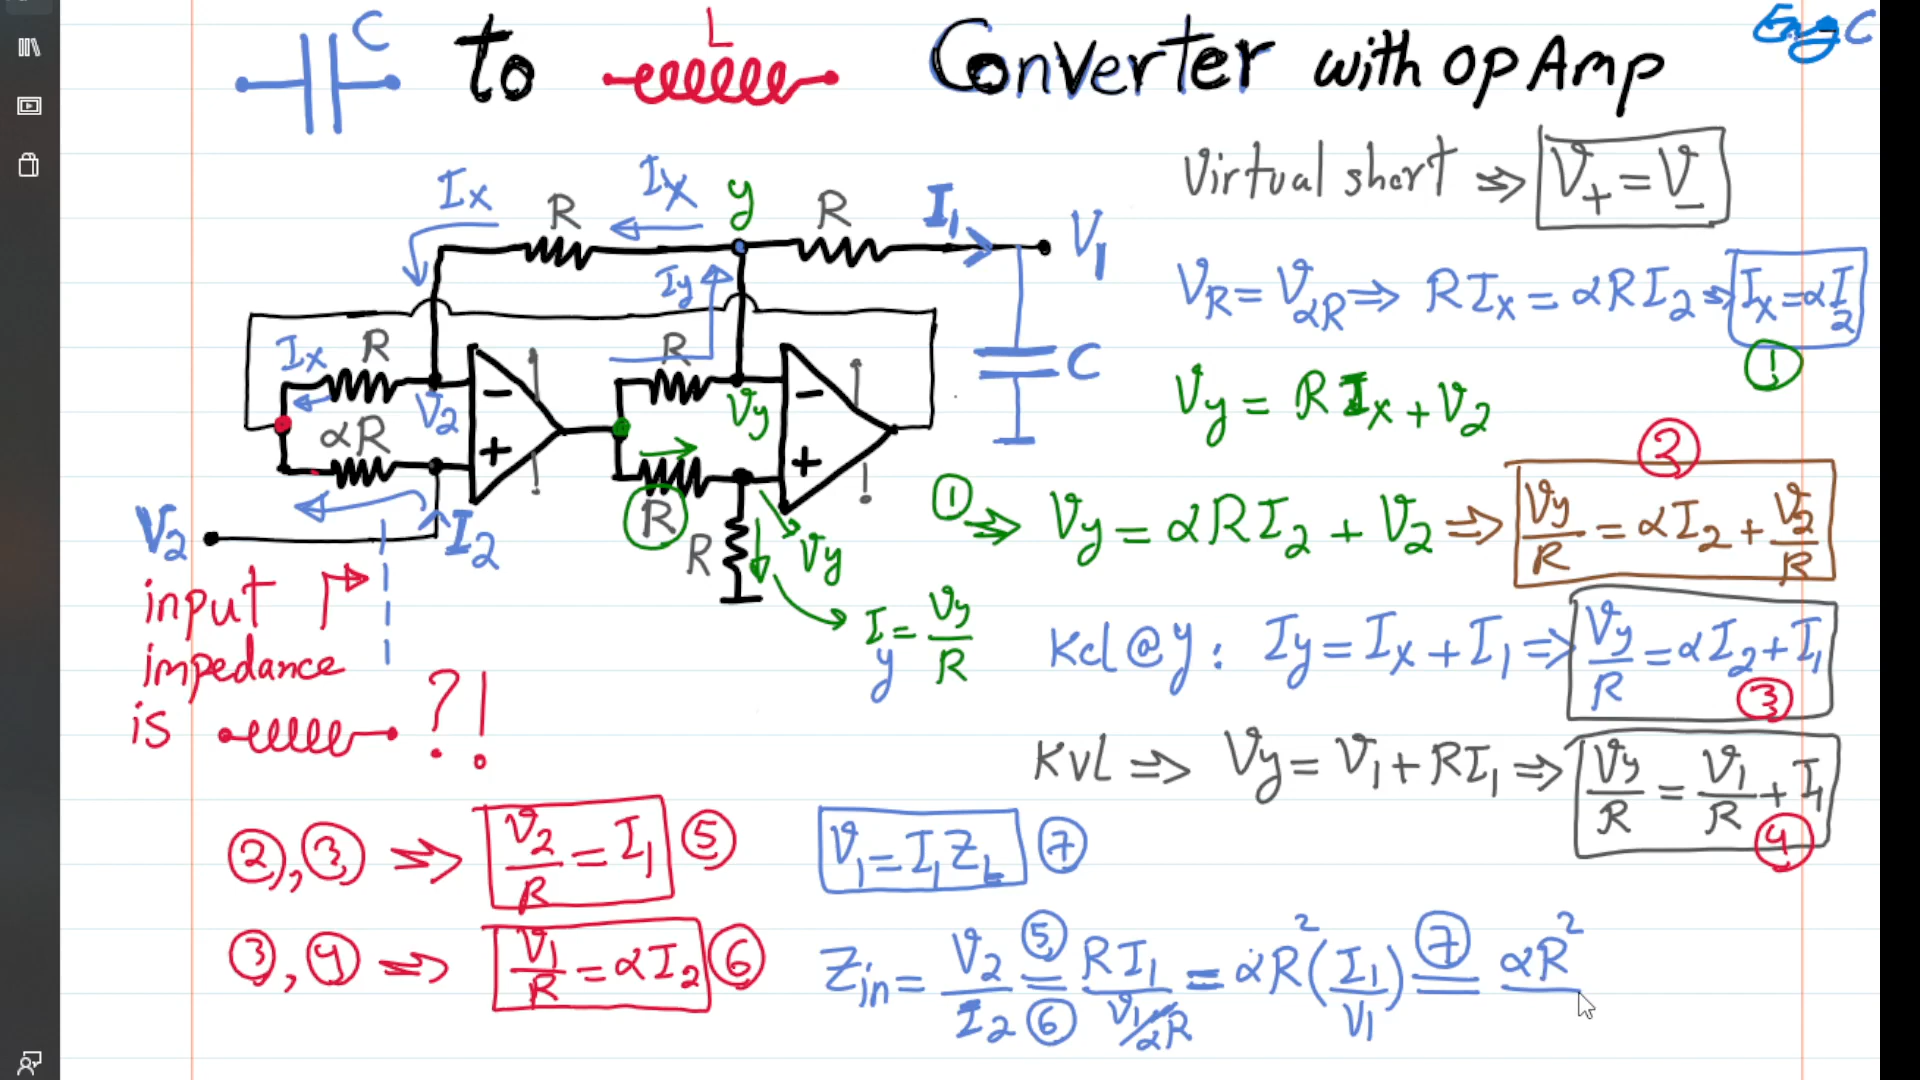 C to L Converter with OpAmp
EngC
Virtual short ⇒ V+ = V−
Ix R Ix y R I1 V1
VR = VαR ⇒ RIx = αRI2 ⇒ Ix = αI2 ①
Iy
Ix R V2 − R Vy − C
αR + R +
Vy = RIx + V2
V2 I2 R Vy
① ⇒ Vy = αRI2 + V2 ⇒ Vy/R = αI2 + V2/R ②
Iy = Vy/R
input
impedance
is ?!
Kcl@y: Iy = Ix + I1 ⇒ Vy/R = αI2 + I1 ③
KVL ⇒ Vy = V1 + RI1 ⇒ Vy/R = V1/R + I1 ④
②,③ ⇒ V2/R = I1 ⑤
V1 = I1ZL ⑦
③,④ ⇒ V1/R = αI2 ⑥
Zin = V2/I2 =⑤⑥ RI1/(V1/αR) = αR²(I1/V1) =⑦ αR²